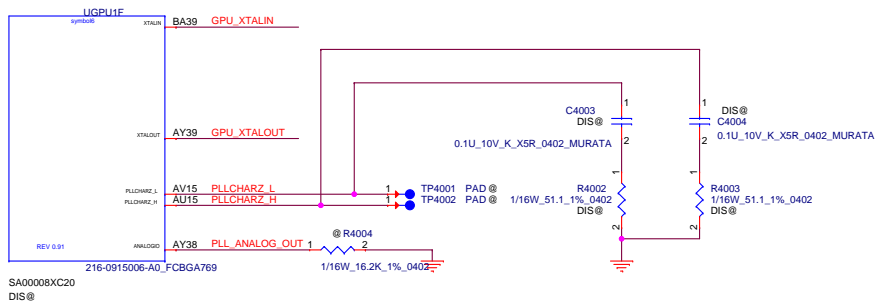 UGPU1F
symbol6
XTALIN BA39 GPU_XTALIN
1 1
C4003 DIS@
DIS@ C4004
0.1U_10V_K_X5R_0402_MURATA
XTALOUT AY39 GPU_XTALOUT
2 2
0.1U_10V_K_X5R_0402_MURATA
1 1
PLLCHARZ_L AV15 PLLCHARZ_L 1 TP4001 PAD @
PLLCHARZ_H AU15 PLLCHARZ_H 1 TP4002 PAD @
R4002 R4003
1/16W_51.1_1%_0402 1/16W_51.1_1%_0402
DIS@ DIS@
2 2
@ R4004
REV 0.91 ANALOGIO AY38 PLL_ANALOG_OUT 1 2
216-0915006-A0_FCBGA769 1/16W_16.2K_1%_0402
SA00008XC20
DIS@